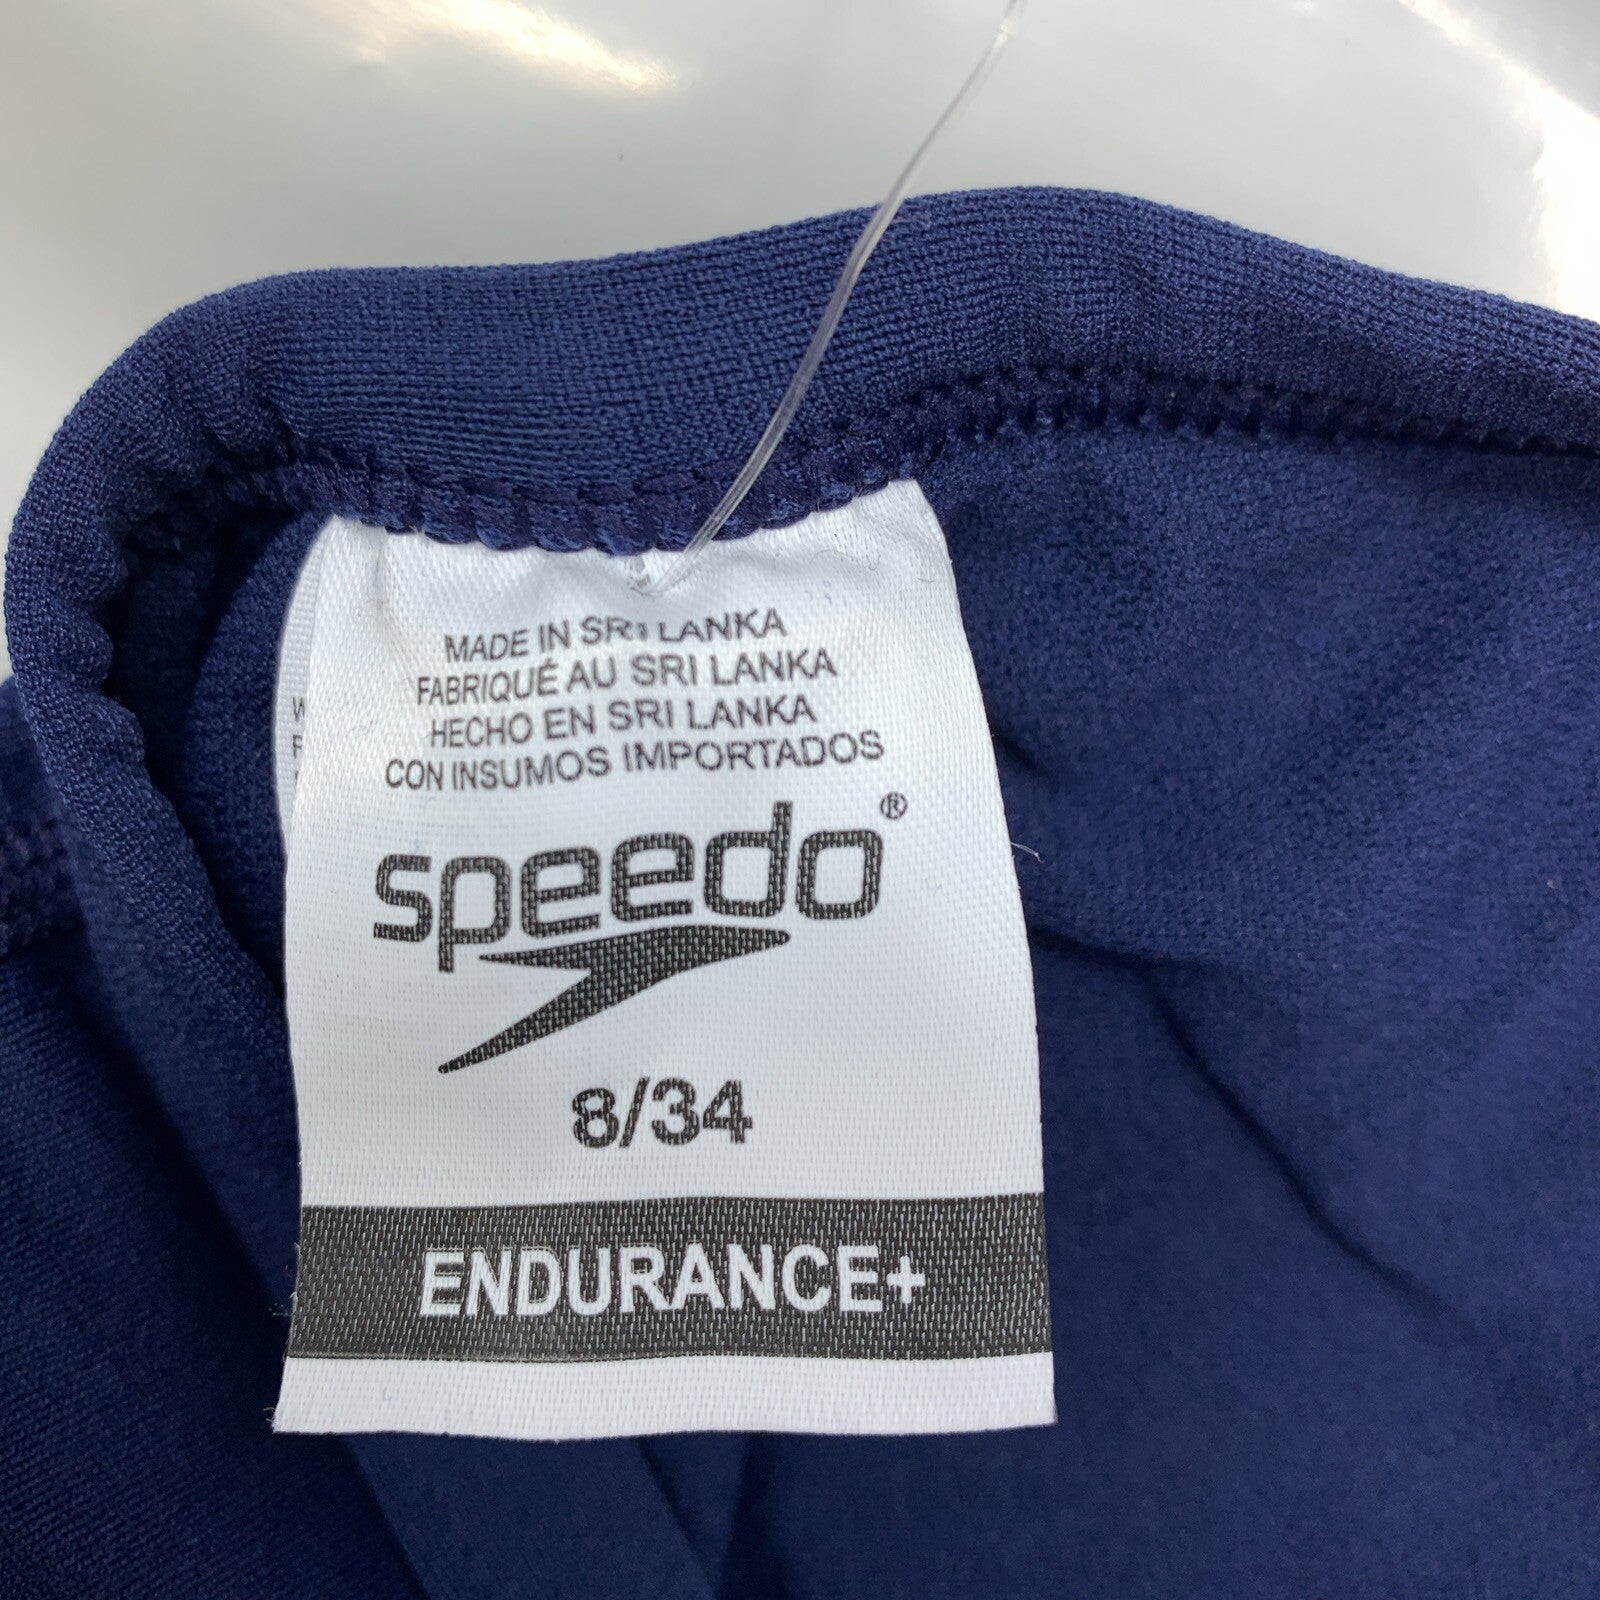 MADE IN SRI LANKA
FABRIQUÉ AU SRI LANKA
HECHO EN SRI LANKA
CON INSUMOS IMPORTADOS
speedo®
8/34
ENDURANCE+